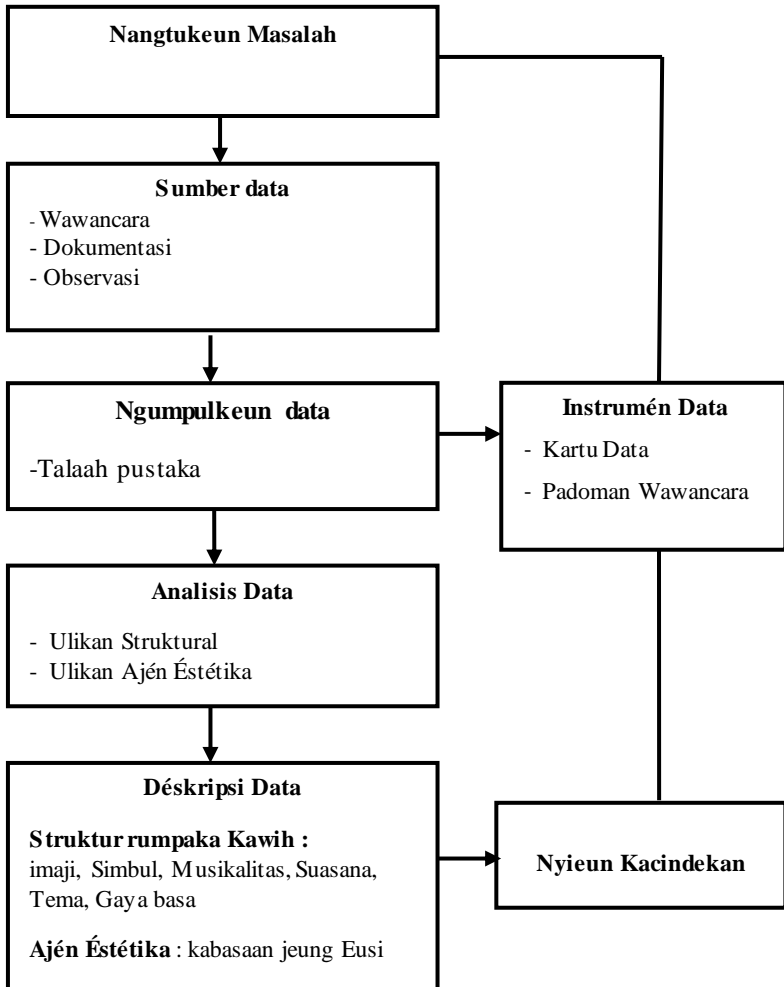 Nangtukeun Masalah
Sumber data
- Wawancara
- Dokumentasi
- Observasi
Ngumpulkeun data
-Talaah pustaka
Instrumén Data
- Kartu Data
- Padoman Wawancara
Analisis Data
- Ulikan Struktural
- Ulikan Ajén Éstétika
Déskripsi Data
Struktur rumpaka Kawih :
imaji, Simbul, Musikalitas, Suasana,
Tema, Gaya basa
Ajén Éstétika : kabasaan jeung Eusi
Nyieun Kacindekan